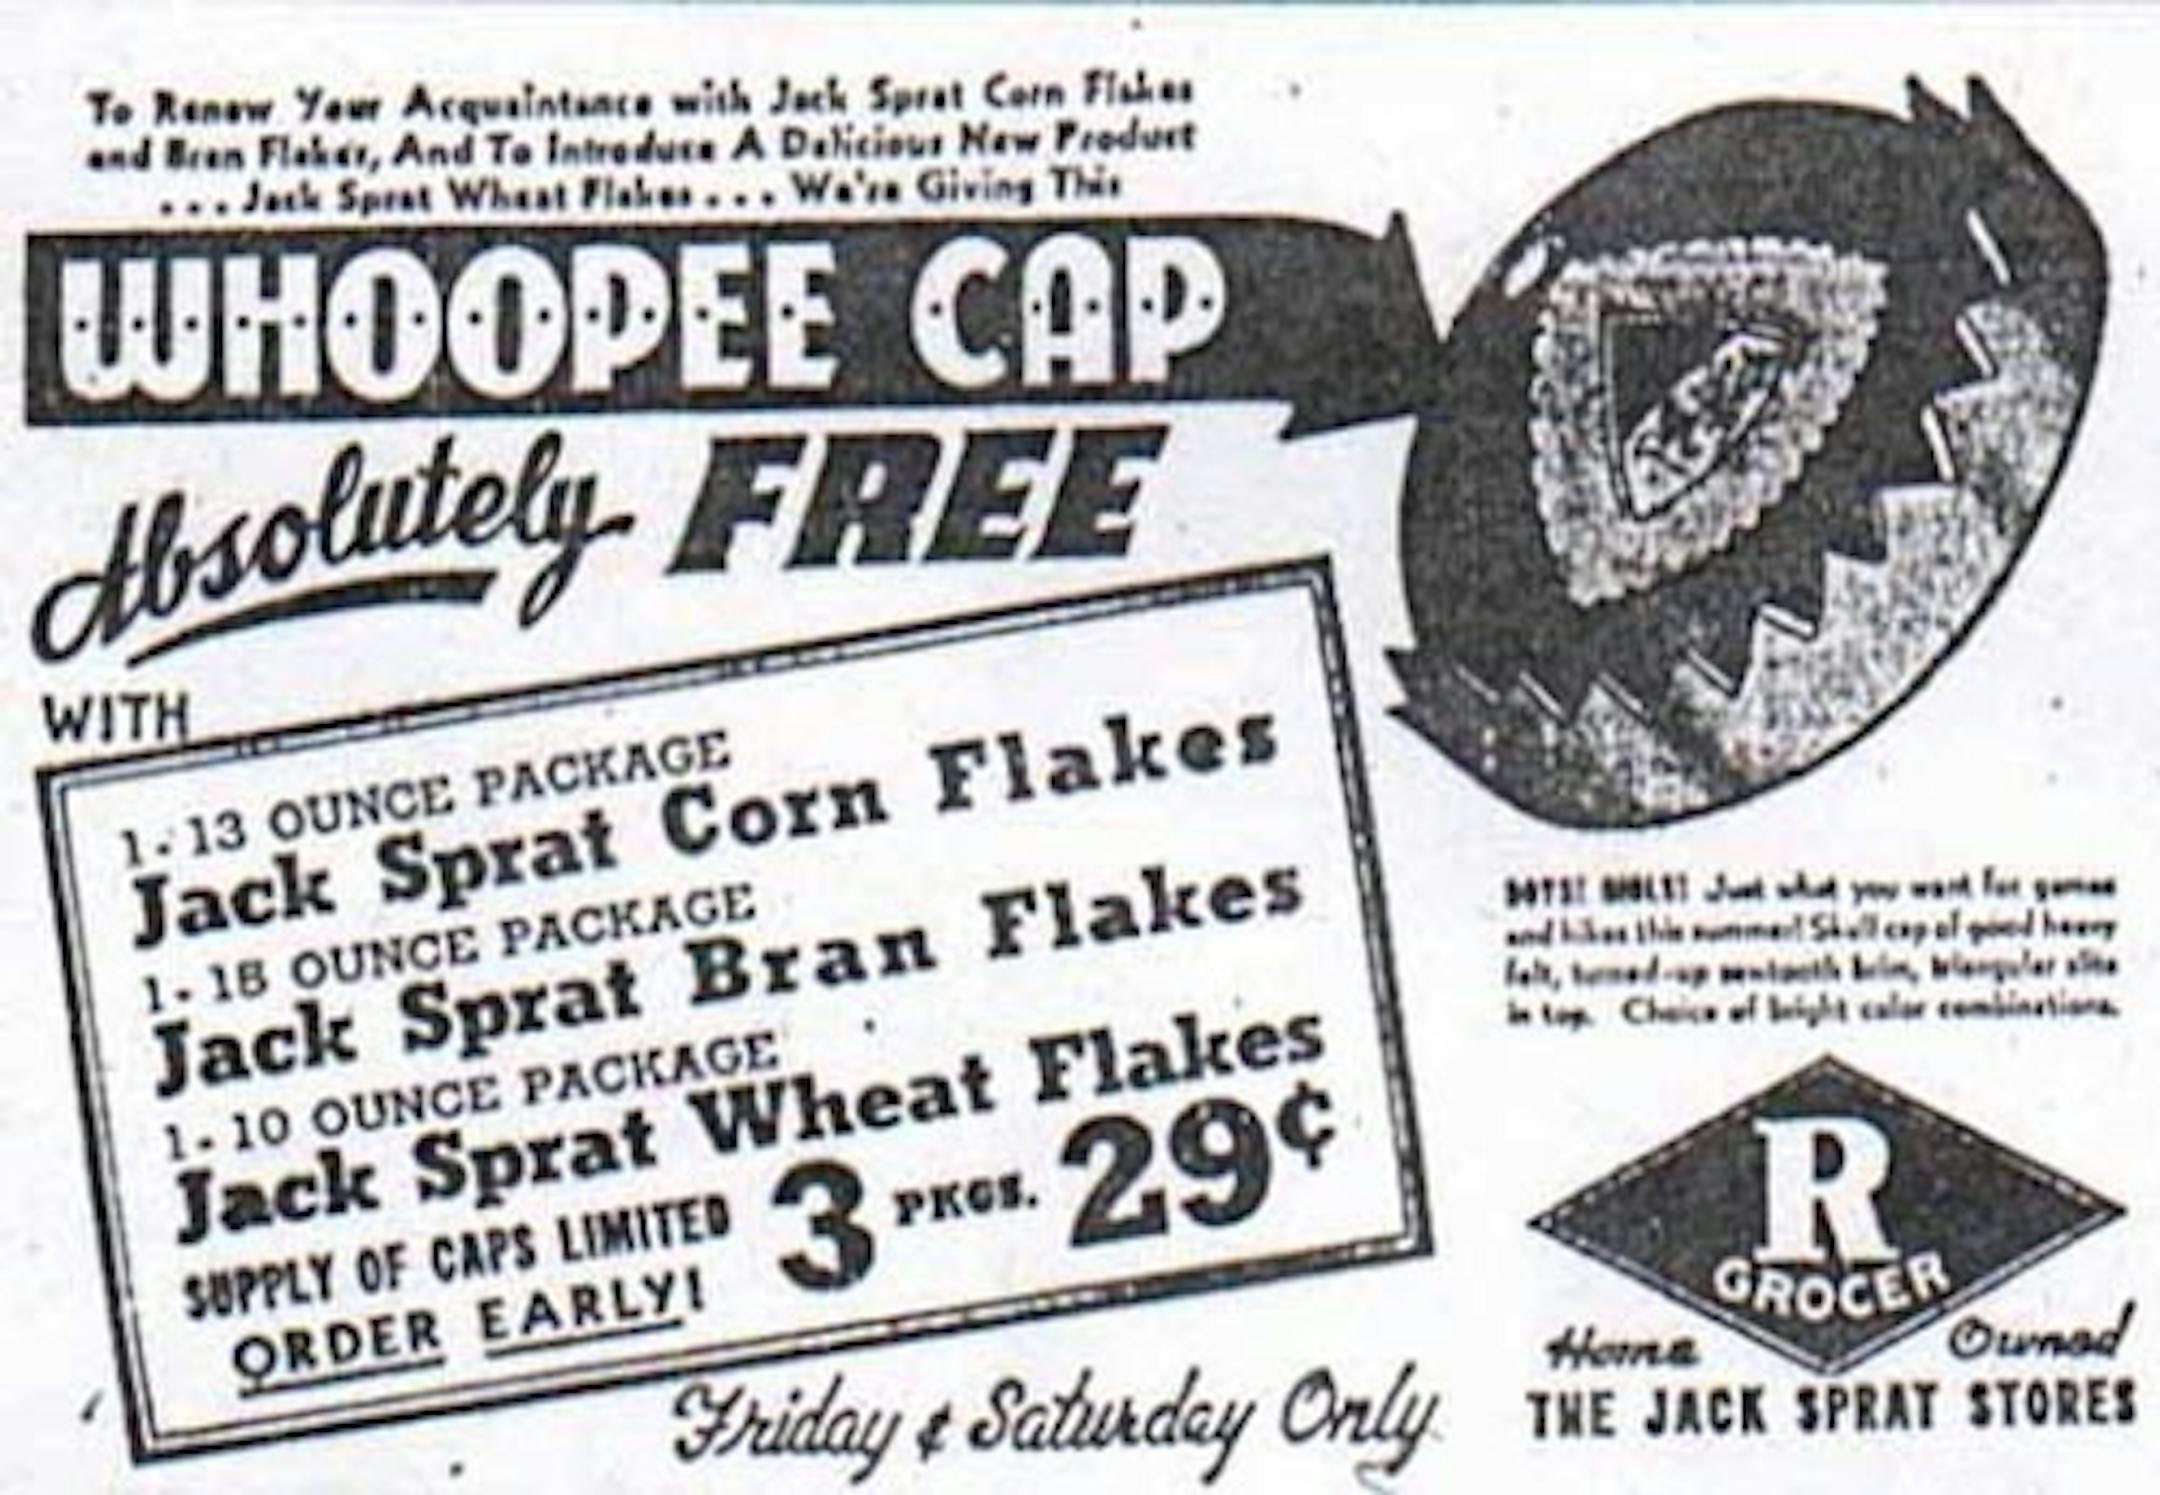 To Renew Your Acquaintance with Jack Sprat Corn Flakes
and Bran Flakes, And To Introduce A Delicious New Product
. . . Jack Sprat Wheat Flakes . . . We're Giving This
WHOOPEE CAP
Absolutely FREE
WITH
1-13 OUNCE PACKAGE
Jack Sprat Corn Flakes
1-15 OUNCE PACKAGE
Jack Sprat Bran Flakes
1-10 OUNCE PACKAGE
Jack Sprat Wheat Flakes
SUPPLY OF CAPS LIMITED
ORDER EARLY!
3 PKGS. 29¢
Friday & Saturday Only
BOYS! GIRLS! Just what you want for games
and hikes this summer! Skull cap of good heavy
felt, turned-up sawtooth brim, triangular slits
in top. Choice of bright color combinations.
R
GROCER
Home Owned
THE JACK SPRAT STORES